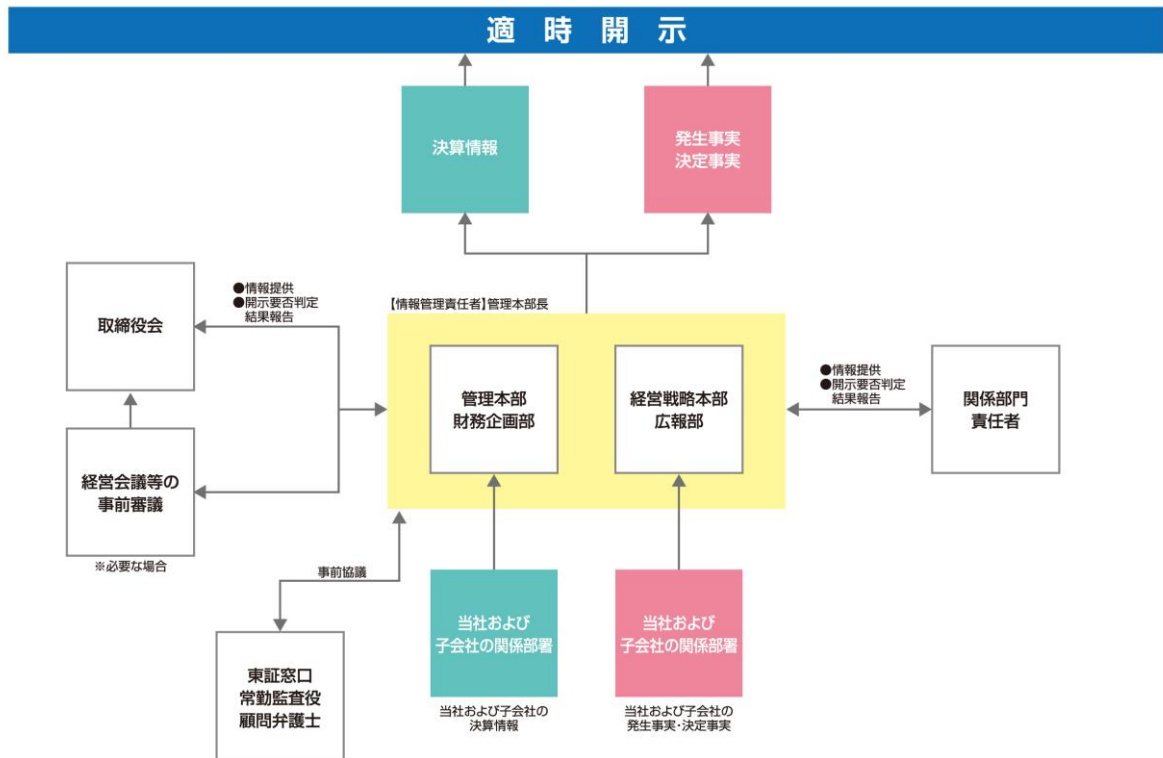 適時開示
決算情報
発生事実
決定事実
●情報提供
●開示要否判定
結果報告
【情報管理責任者】管理本部長
取締役会
管理本部
財務企画部
経営戦略本部
広報部
●情報提供
●開示要否判定
結果報告
関係部門
責任者
経営会議等の
事前審議
※必要な場合
事前協議
東証窓口
常勤監査役
顧問弁護士
当社および
子会社の関係部署
当社および子会社の
決算情報
当社および
子会社の関係部署
当社および子会社の
発生事実・決定事実